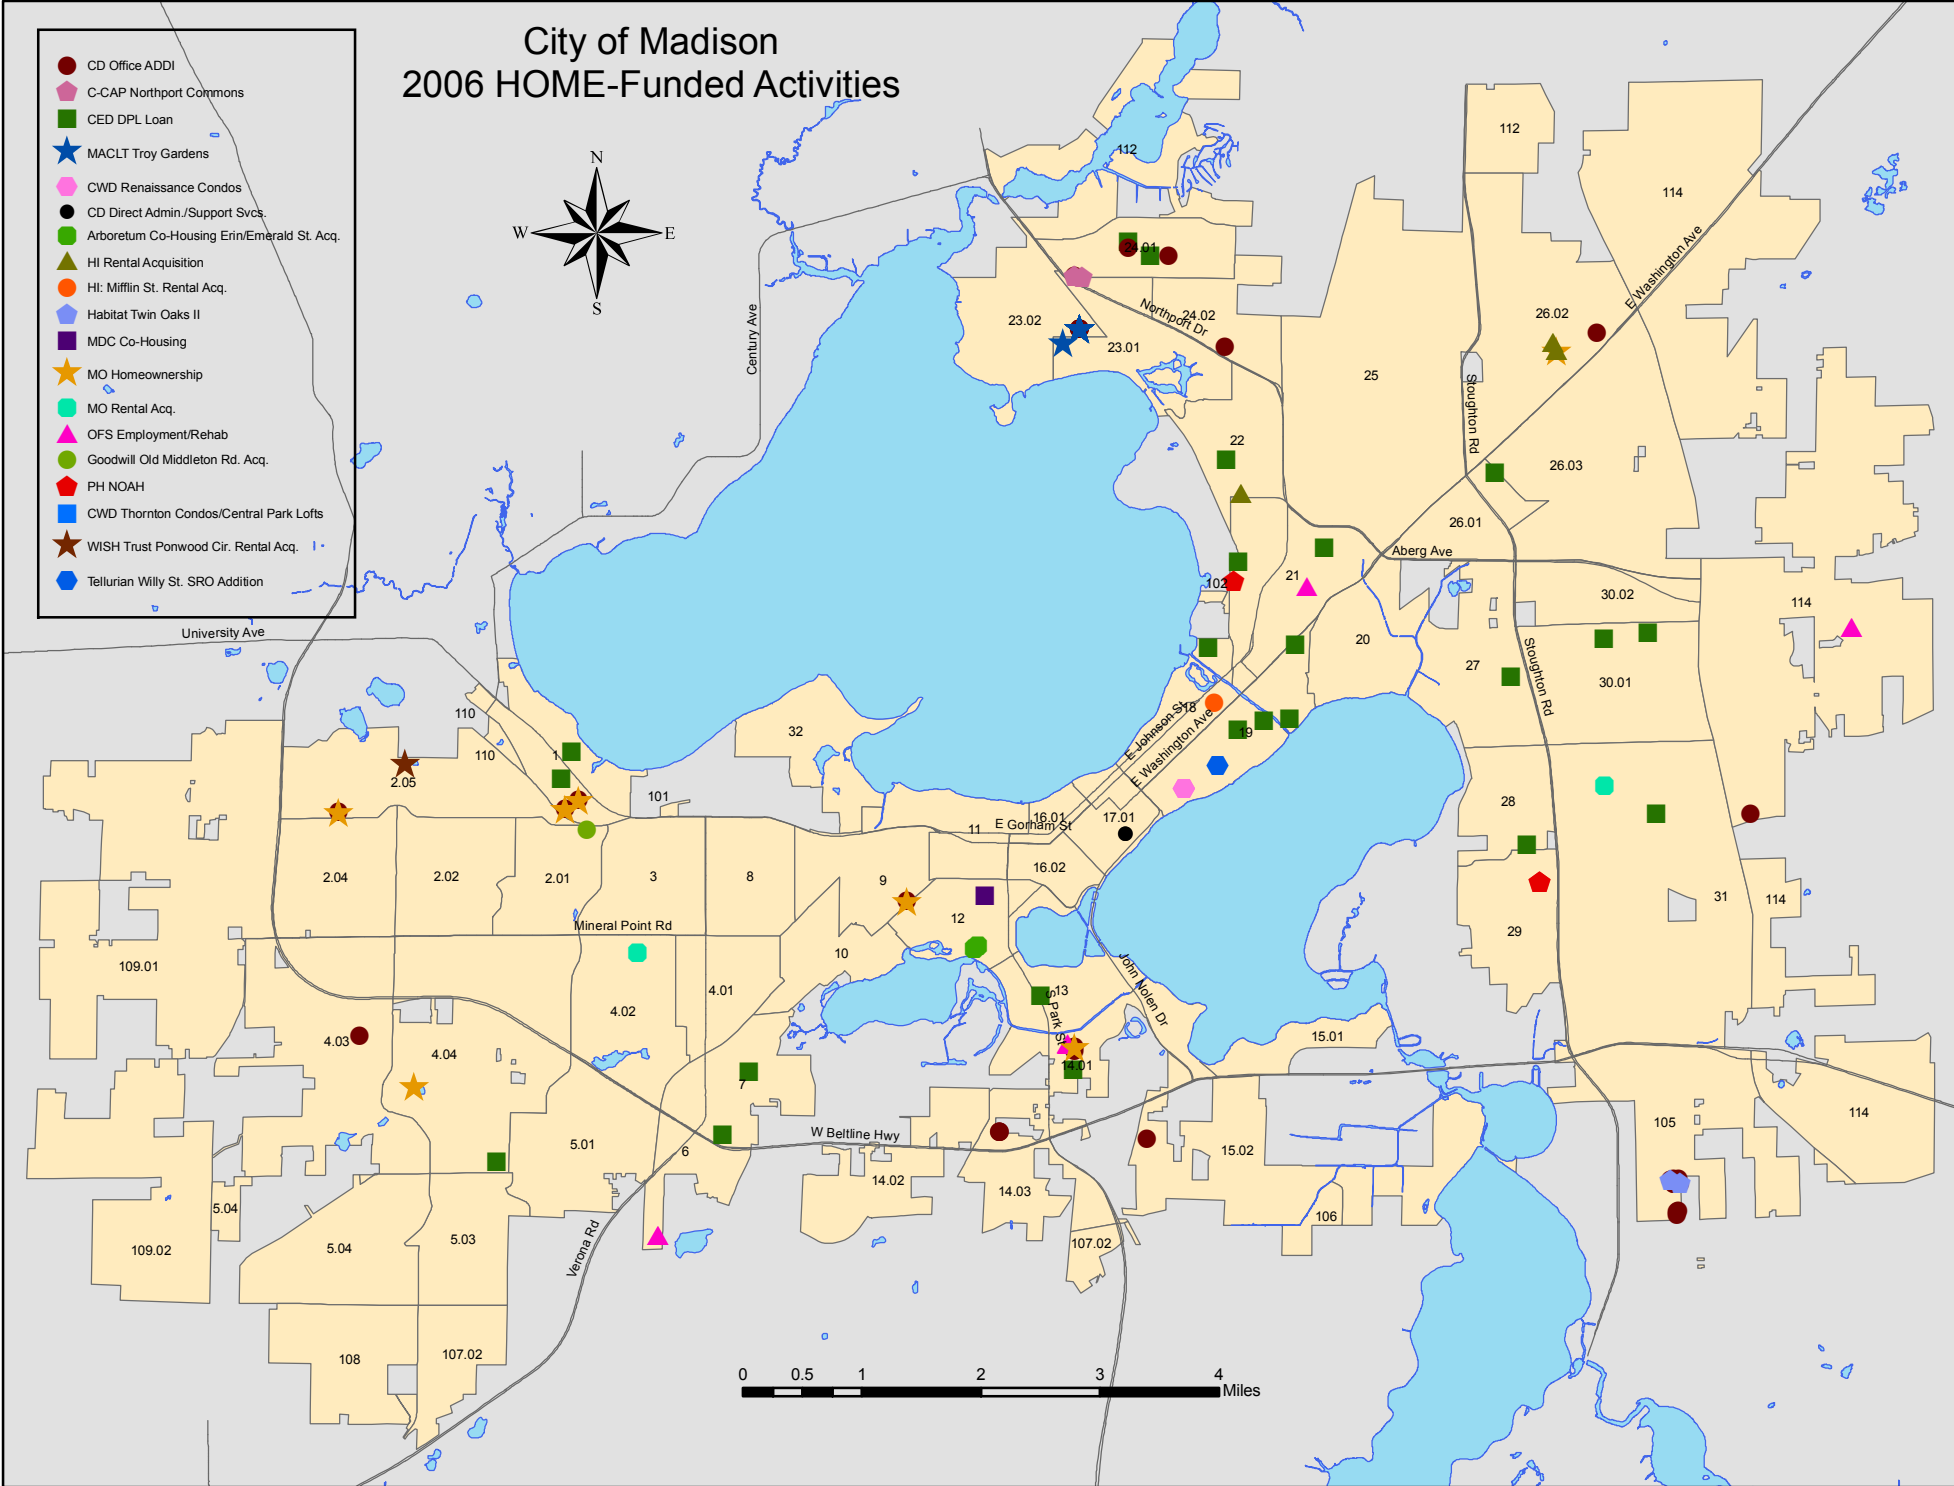 City of Madison
2006 HOME-Funded Activities
CD Office ADDI
C-CAP Northport Commons
CED DPL Loan
MACLT Troy Gardens
CWD Renaissance Condos
CD Direct Admin./Support Svcs.
Arboretum Co-Housing Erin/Emerald St. Acq.
HI Rental Acquisition
HI: Mifflin St. Rental Acq.
Habitat Twin Oaks II
MDC Co-Housing
MO Homeownership
MO Rental Acq.
OFS Employment/Rehab
Goodwill Old Middleton Rd. Acq.
PH NOAH
CWD Thornton Condos/Central Park Lofts
WISH Trust Ponwood Cir. Rental Acq.
Tellurian Willy St. SRO Addition
N
W
E
S
112
112
114
24.01
E Washington Ave
Northport Dr
24.02
23.02
26.02
Century Ave
23.01
25
Stoughton Rd
22
26.03
26.01
Aberg Ave
102
21
30.02
114
University Ave
20
27
30.01
Stoughton Rd
110
18
32
E Johnson St
E Washington Ave
19
110
1
2.05
101
28
16.01
17.01
11
E Gorham St
16.02
2.04
2.02
2.01
3
8
9
31
114
12
Mineral Point Rd
29
10
109.01
4.01
13
John Nolen Dr
S Park St
4.02
4.03
15.01
4.04
14.01
7
114
105
W Beltline Hwy
5.01
6
15.02
14.02
14.03
5.04
106
Verona Rd
109.02
5.04
5.03
107.02
108
107.02
0 0.5 1 2 3 4
Miles